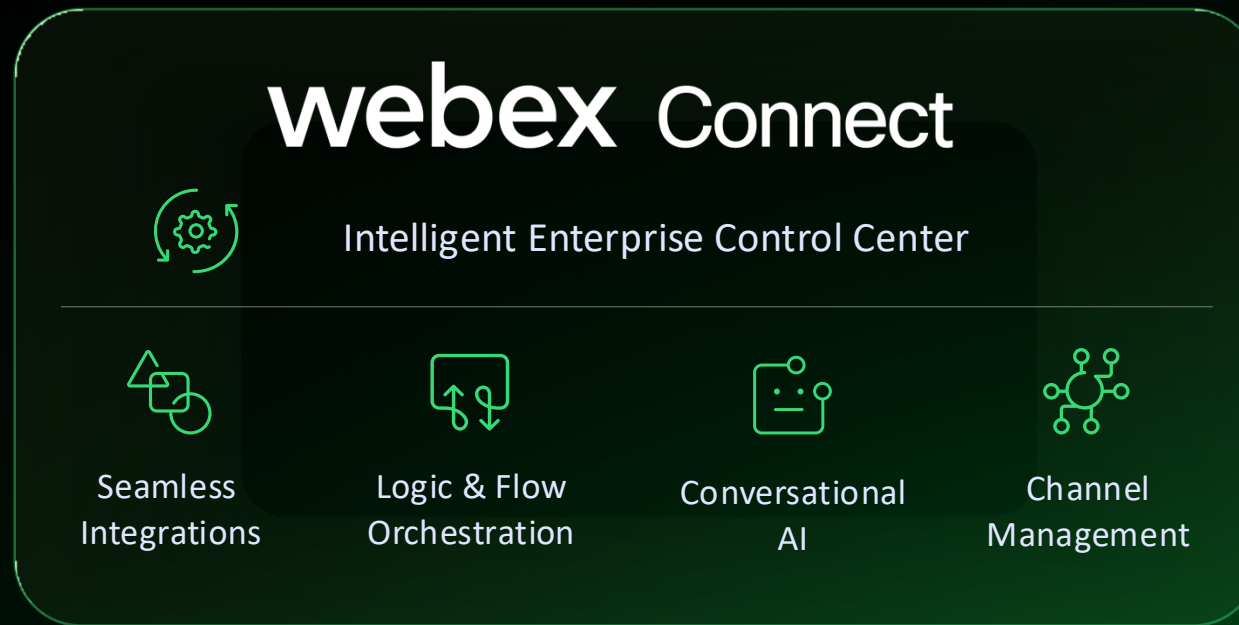 webex Connect
Intelligent Enterprise Control Center
Seamless
Integrations
Logic & Flow
Orchestration
Conversational
AI
Channel
Management